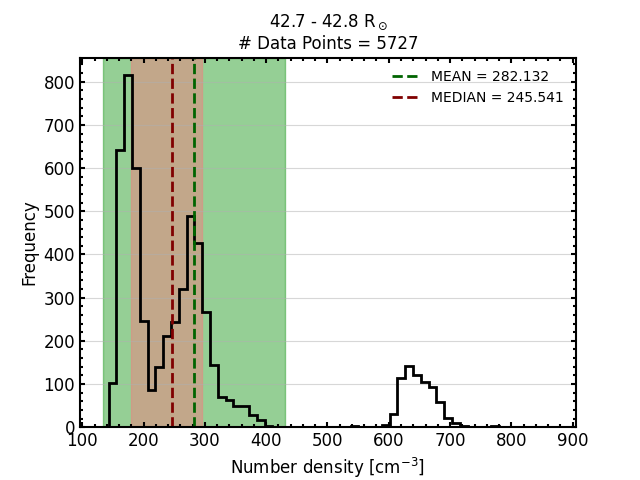 42.7 - 42.8 R⊙
# Data Points = 5727
MEAN = 282.132
MEDIAN = 245.541
Frequency
800
700
600
500
400
300
200
100
0
100 200 300 400 500 600 700 800 900
Number density [cm⁻³]